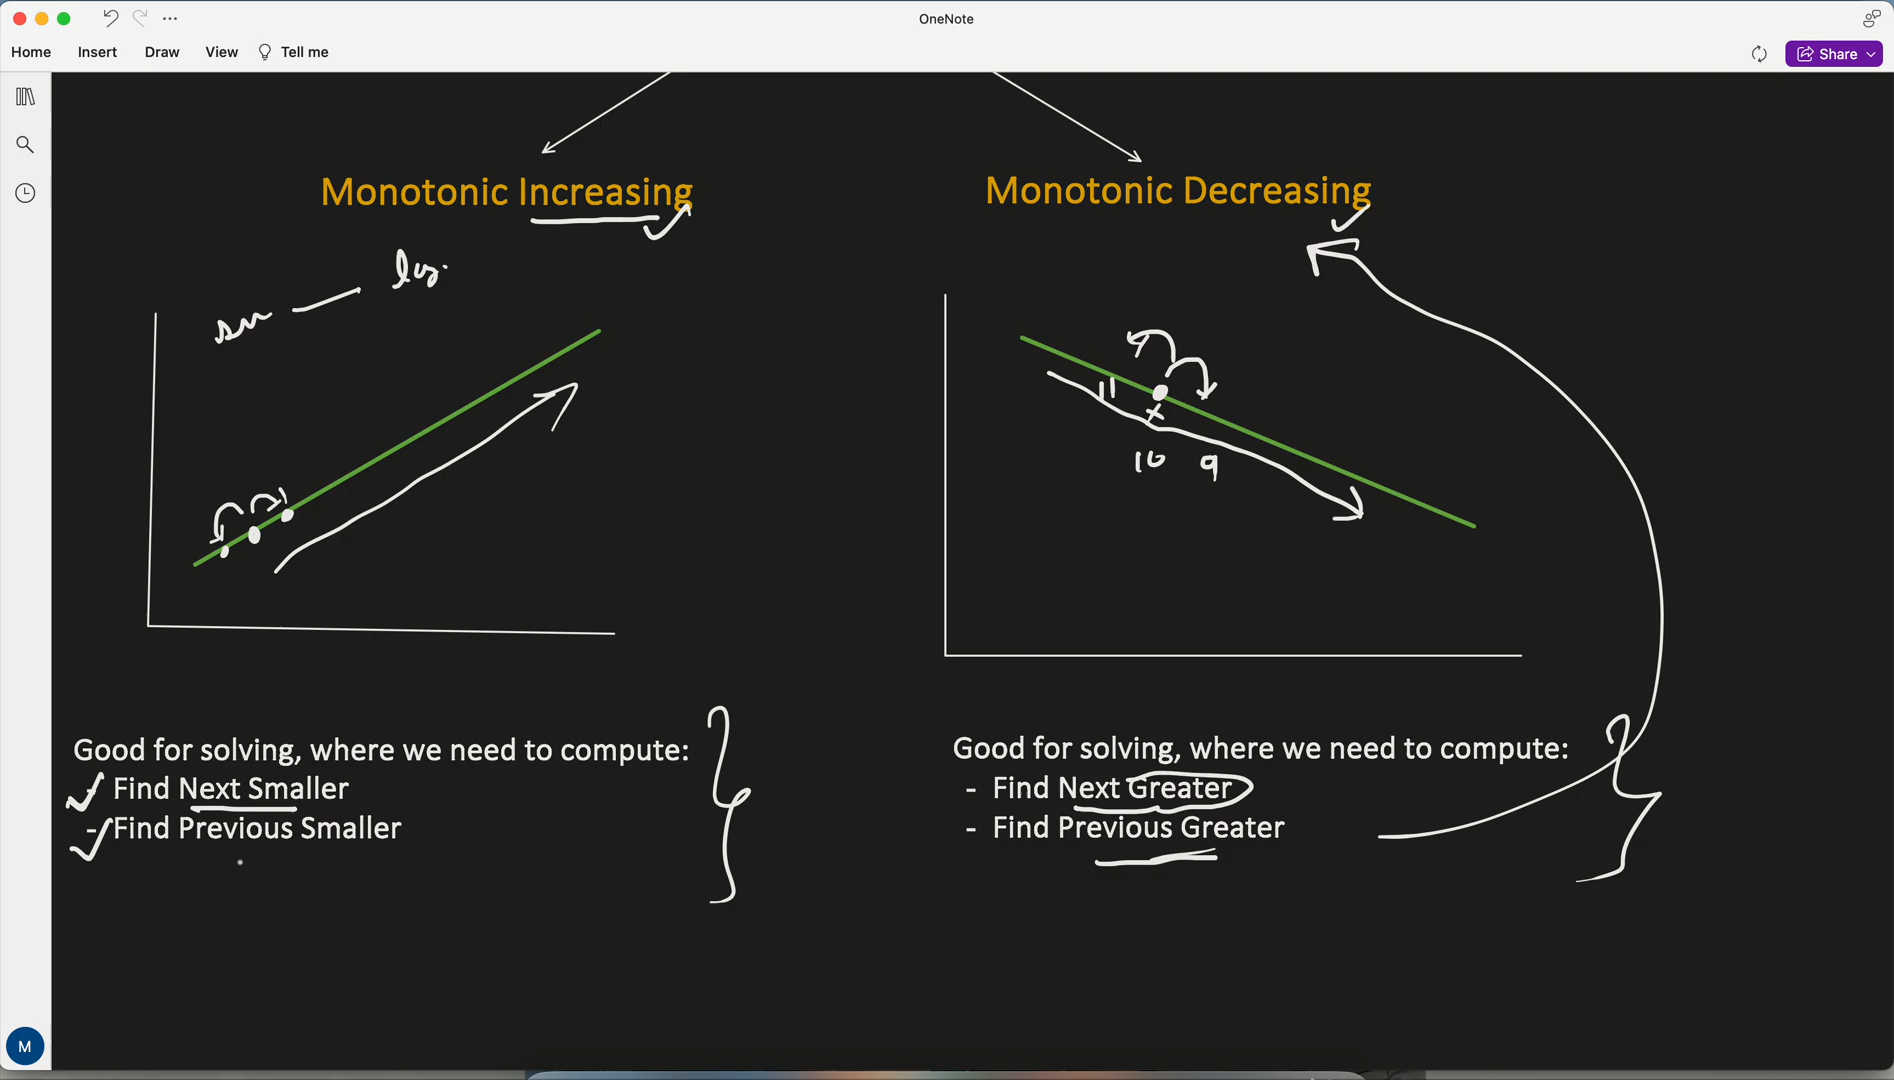 OneNote
Home Insert Draw View Tell me
Share
Monotonic Increasing
Monotonic Decreasing
11
10 9
Good for solving, where we need to compute:
- Find Next Smaller
- Find Previous Smaller
Good for solving, where we need to compute:
- Find Next Greater
- Find Previous Greater
M